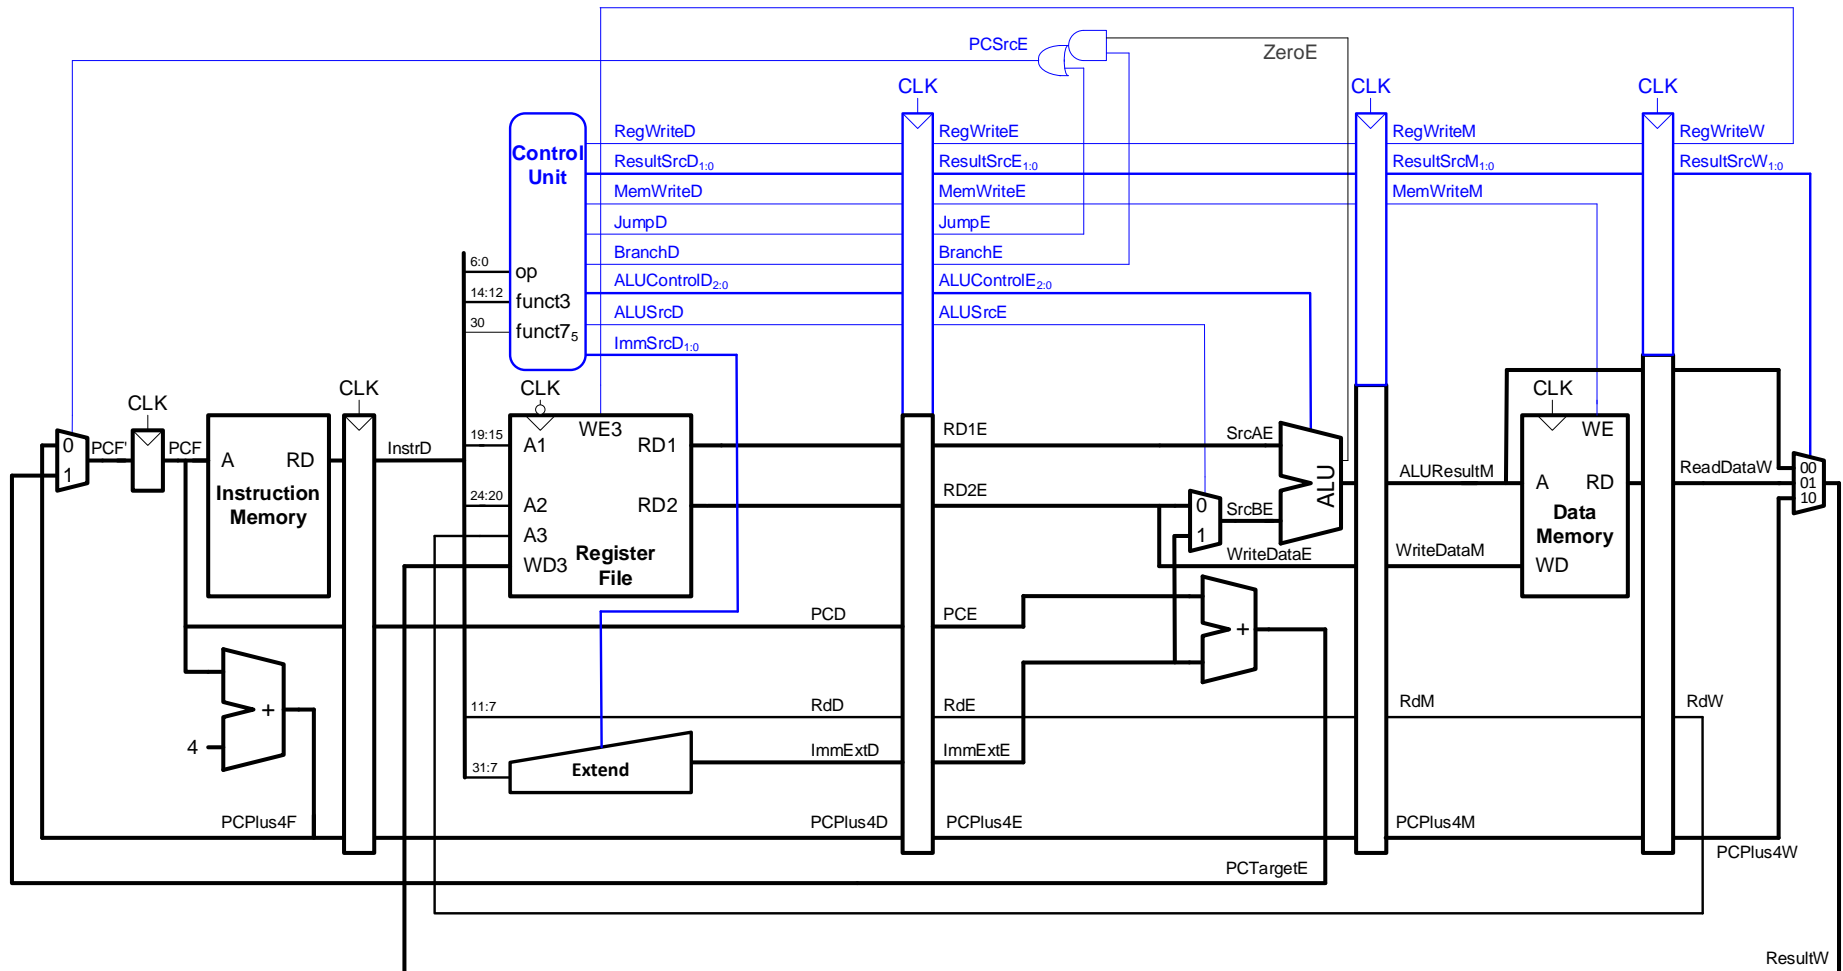 PCSrcE
ZeroE
CLK
CLK
CLK
Control
Unit
RegWriteD
RegWriteE
RegWriteM
RegWriteW
ResultSrcD1:0
ResultSrcE1:0
ResultSrcM1:0
ResultSrcW1:0
MemWriteD
MemWriteE
MemWriteM
JumpD
JumpE
BranchD
BranchE
6:0
op
ALUControlD2:0
ALUControlE2:0
14:12
funct3
ALUSrcD
ALUSrcE
30
funct75
ImmSrcD1:0
CLK
CLK
CLK
CLK
0
1
PCF'
PCF
A
RD
Instruction
Memory
InstrD
19:15
A1
WE3
RD1
RD1E
SrcAE
24:20
A2
RD2
RD2E
A3
WD3
Register
File
0
1
SrcBE
ALU
WriteDataE
ALUResultM
WriteDataM
WE
A
RD
Data
Memory
WD
ReadDataW
00
01
10
PCD
PCE
+
+
4
11:7
RdD
RdE
RdM
RdW
31:7
Extend
ImmExtD
ImmExtE
PCPlus4F
PCPlus4D
PCPlus4E
PCPlus4M
PCPlus4W
PCTargetE
ResultW